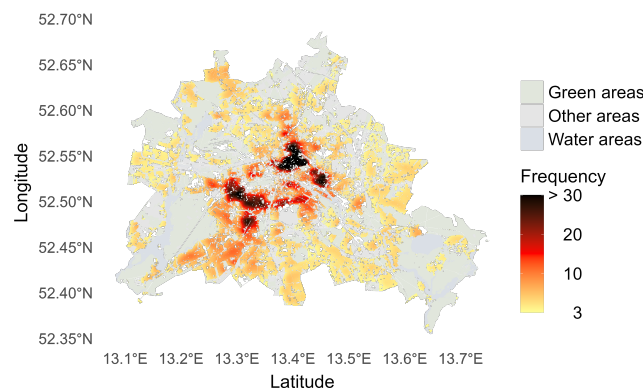 52.70°N
52.65°N
52.60°N
52.55°N
52.50°N
52.45°N
52.40°N
52.35°N
Longitude
13.1°E 13.2°E 13.3°E 13.4°E 13.5°E 13.6°E 13.7°E
Latitude
Green areas
Other areas
Water areas
Frequency
> 30
20
10
3